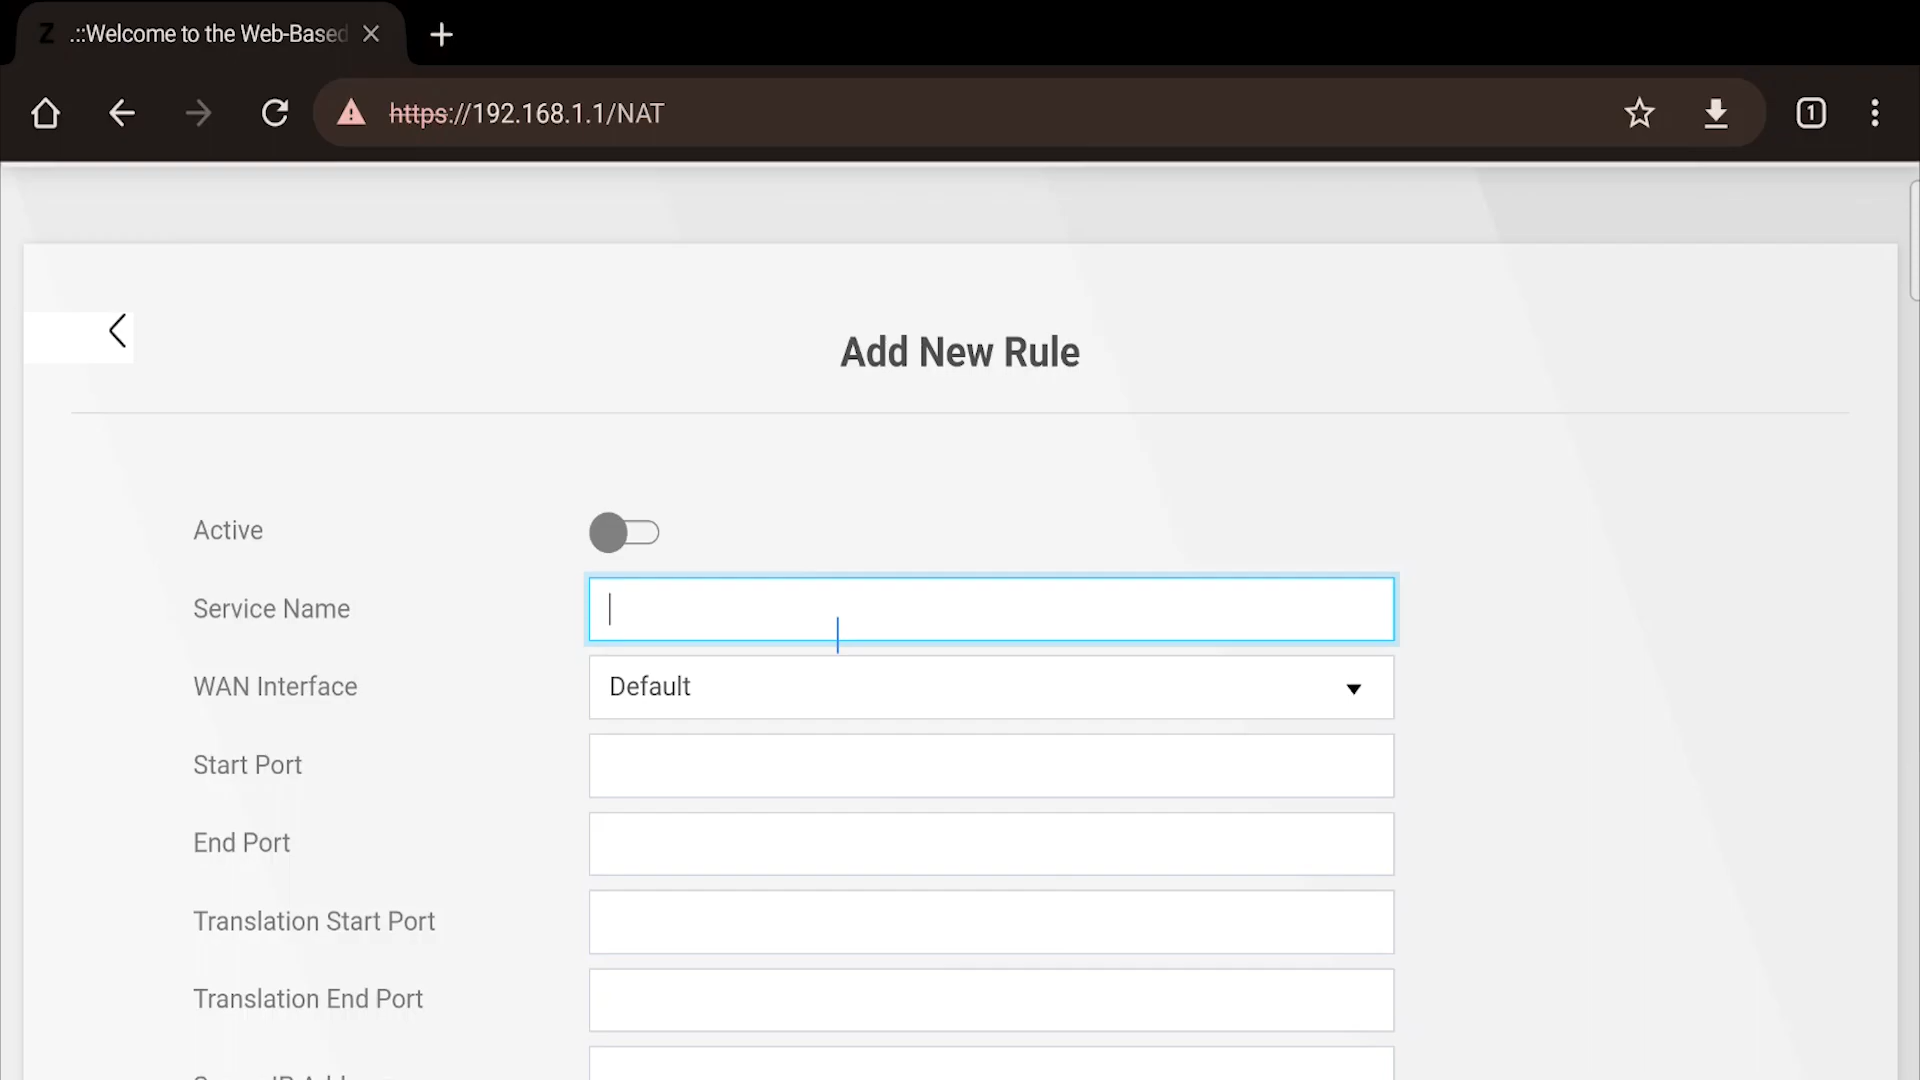 Z .::Welcome to the Web-Based
https://192.168.1.1/NAT
1
Add New Rule
Active
Service Name
WAN Interface
Default
Start Port
End Port
Translation Start Port
Translation End Port